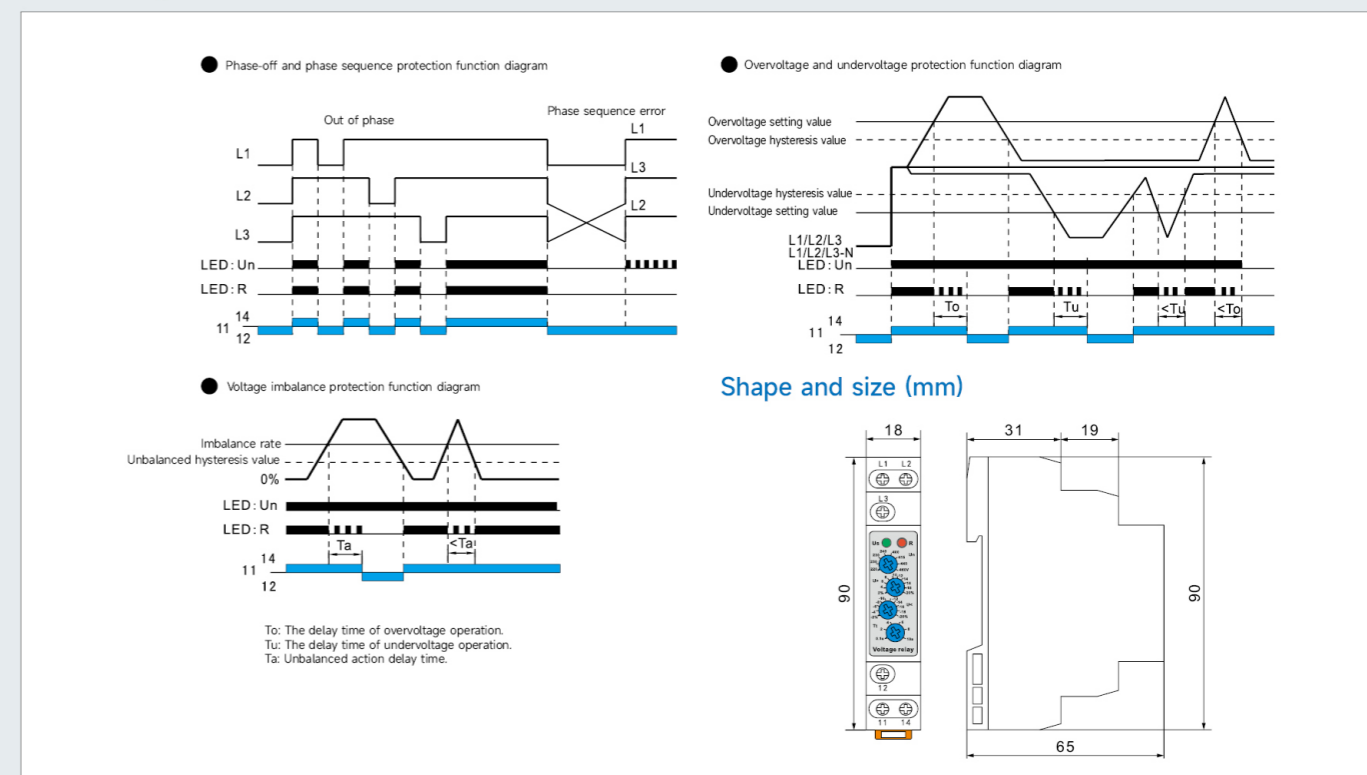 Phase-off and phase sequence protection function diagram
Out of phase
Phase sequence error
L1
L1
L3
L2
L2
L3
LED:Un
LED:R
14
11
12
Overvoltage and undervoltage protection function diagram
Overvoltage setting value
Overvoltage hysteresis value
Undervoltage hysteresis value
Undervoltage setting value
L1/L2/L3
L1/L2/L3-N
LED:Un
LED:R
To
Tu
<Tu
<To
14
11
12
Voltage imbalance protection function diagram
Imbalance rate
Unbalanced hysteresis value
0%
LED:Un
LED:R
Ta
<Ta
14
11
12
To: The delay time of overvoltage operation.
Tu: The delay time of undervoltage operation.
Ta: Unbalanced action delay time.
Shape and size (mm)
18
31
19
L1 L2
L3
Un R
Voltage relay
12
11 14
90
90
65